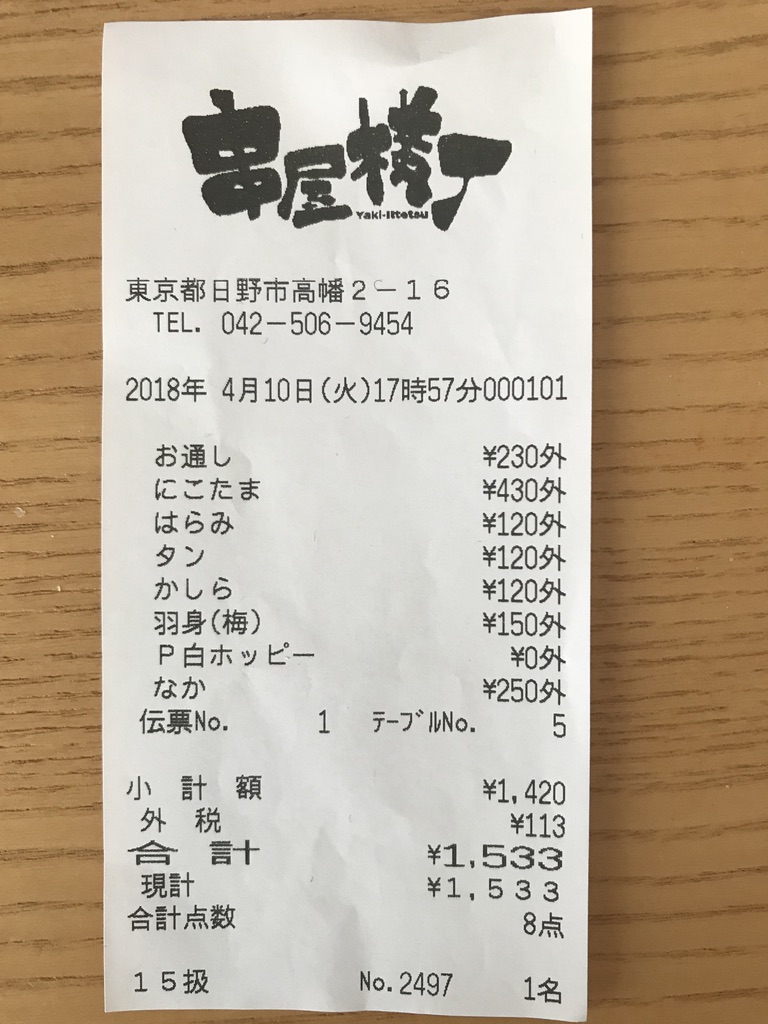 串屋横丁
Yaki-Ittetsu
東京都日野市高幡２－１６
TEL. 042－506－9454
2018年 4月10日(火)17時57分000101
お通し ¥230外
にこたま ¥430外
はらみ ¥120外
タン ¥120外
かしら ¥120外
羽身(梅) ¥150外
Ｐ白ホッピー ¥0外
なか ¥250外
伝票No. 1 ﾃｰﾌﾞﾙNo. 5
小 計 額 ¥1,420
外 税 ¥113
合 計 ¥1,533
現計 ¥１,５３３
合計点数 8点
１５扱 No.2497 1名